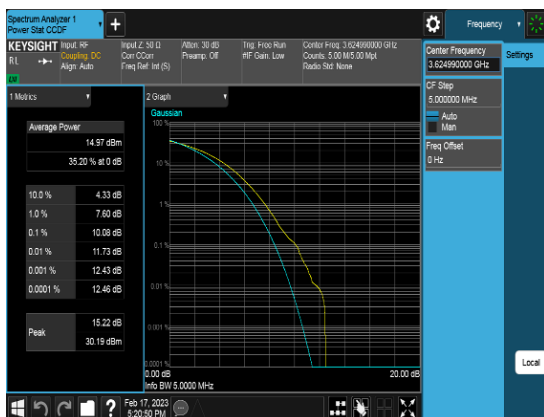 Spectrum Analyzer 1
Power Stat CCDF
Frequency
KEYSIGHT
RL
Input: RF
Coupling: DC
Align: Auto
Input Z: 50 Ω
Corr CCorr
Freq Ref: Int (S)
Atten: 30 dB
Preamp: Off
Trig: Free Run
#IF Gain: Low
Center Freq: 3.624990000 GHz
Counts: 5.00 M/5.00 Mpt
Radio Std: None
Center Frequency
3.624990000 GHz
Settings
CF Step
5.000000 MHz
Auto
Man
Freq Offset
0 Hz
1 Metrics
Average Power
14.97 dBm
35.20 % at 0 dB
10.0 % 4.33 dB
1.0 % 7.60 dB
0.1 % 10.08 dB
0.01 % 11.73 dB
0.001 % 12.43 dB
0.0001 % 12.46 dB
Peak
15.22 dB
30.19 dBm
2 Graph
Gaussian
100 %
10 %
1 %
0.1 %
0.01 %
0.001 %
0.0001 %
0.00 dB 20.00 dB
Info BW 5.0000 MHz
Local
?
Feb 17, 2023
5:20:50 PM